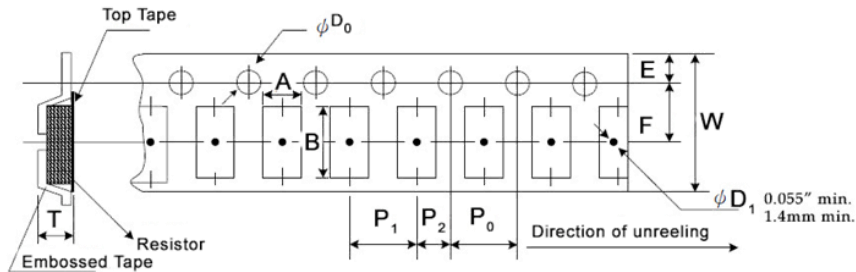 Top Tape
ϕD₀
E
A
F
W
B
ϕD₁ 0.055″ min.
1.4mm min.
T
P₁
P₂
P₀
Direction of unreeling
Resistor
Embossed Tape